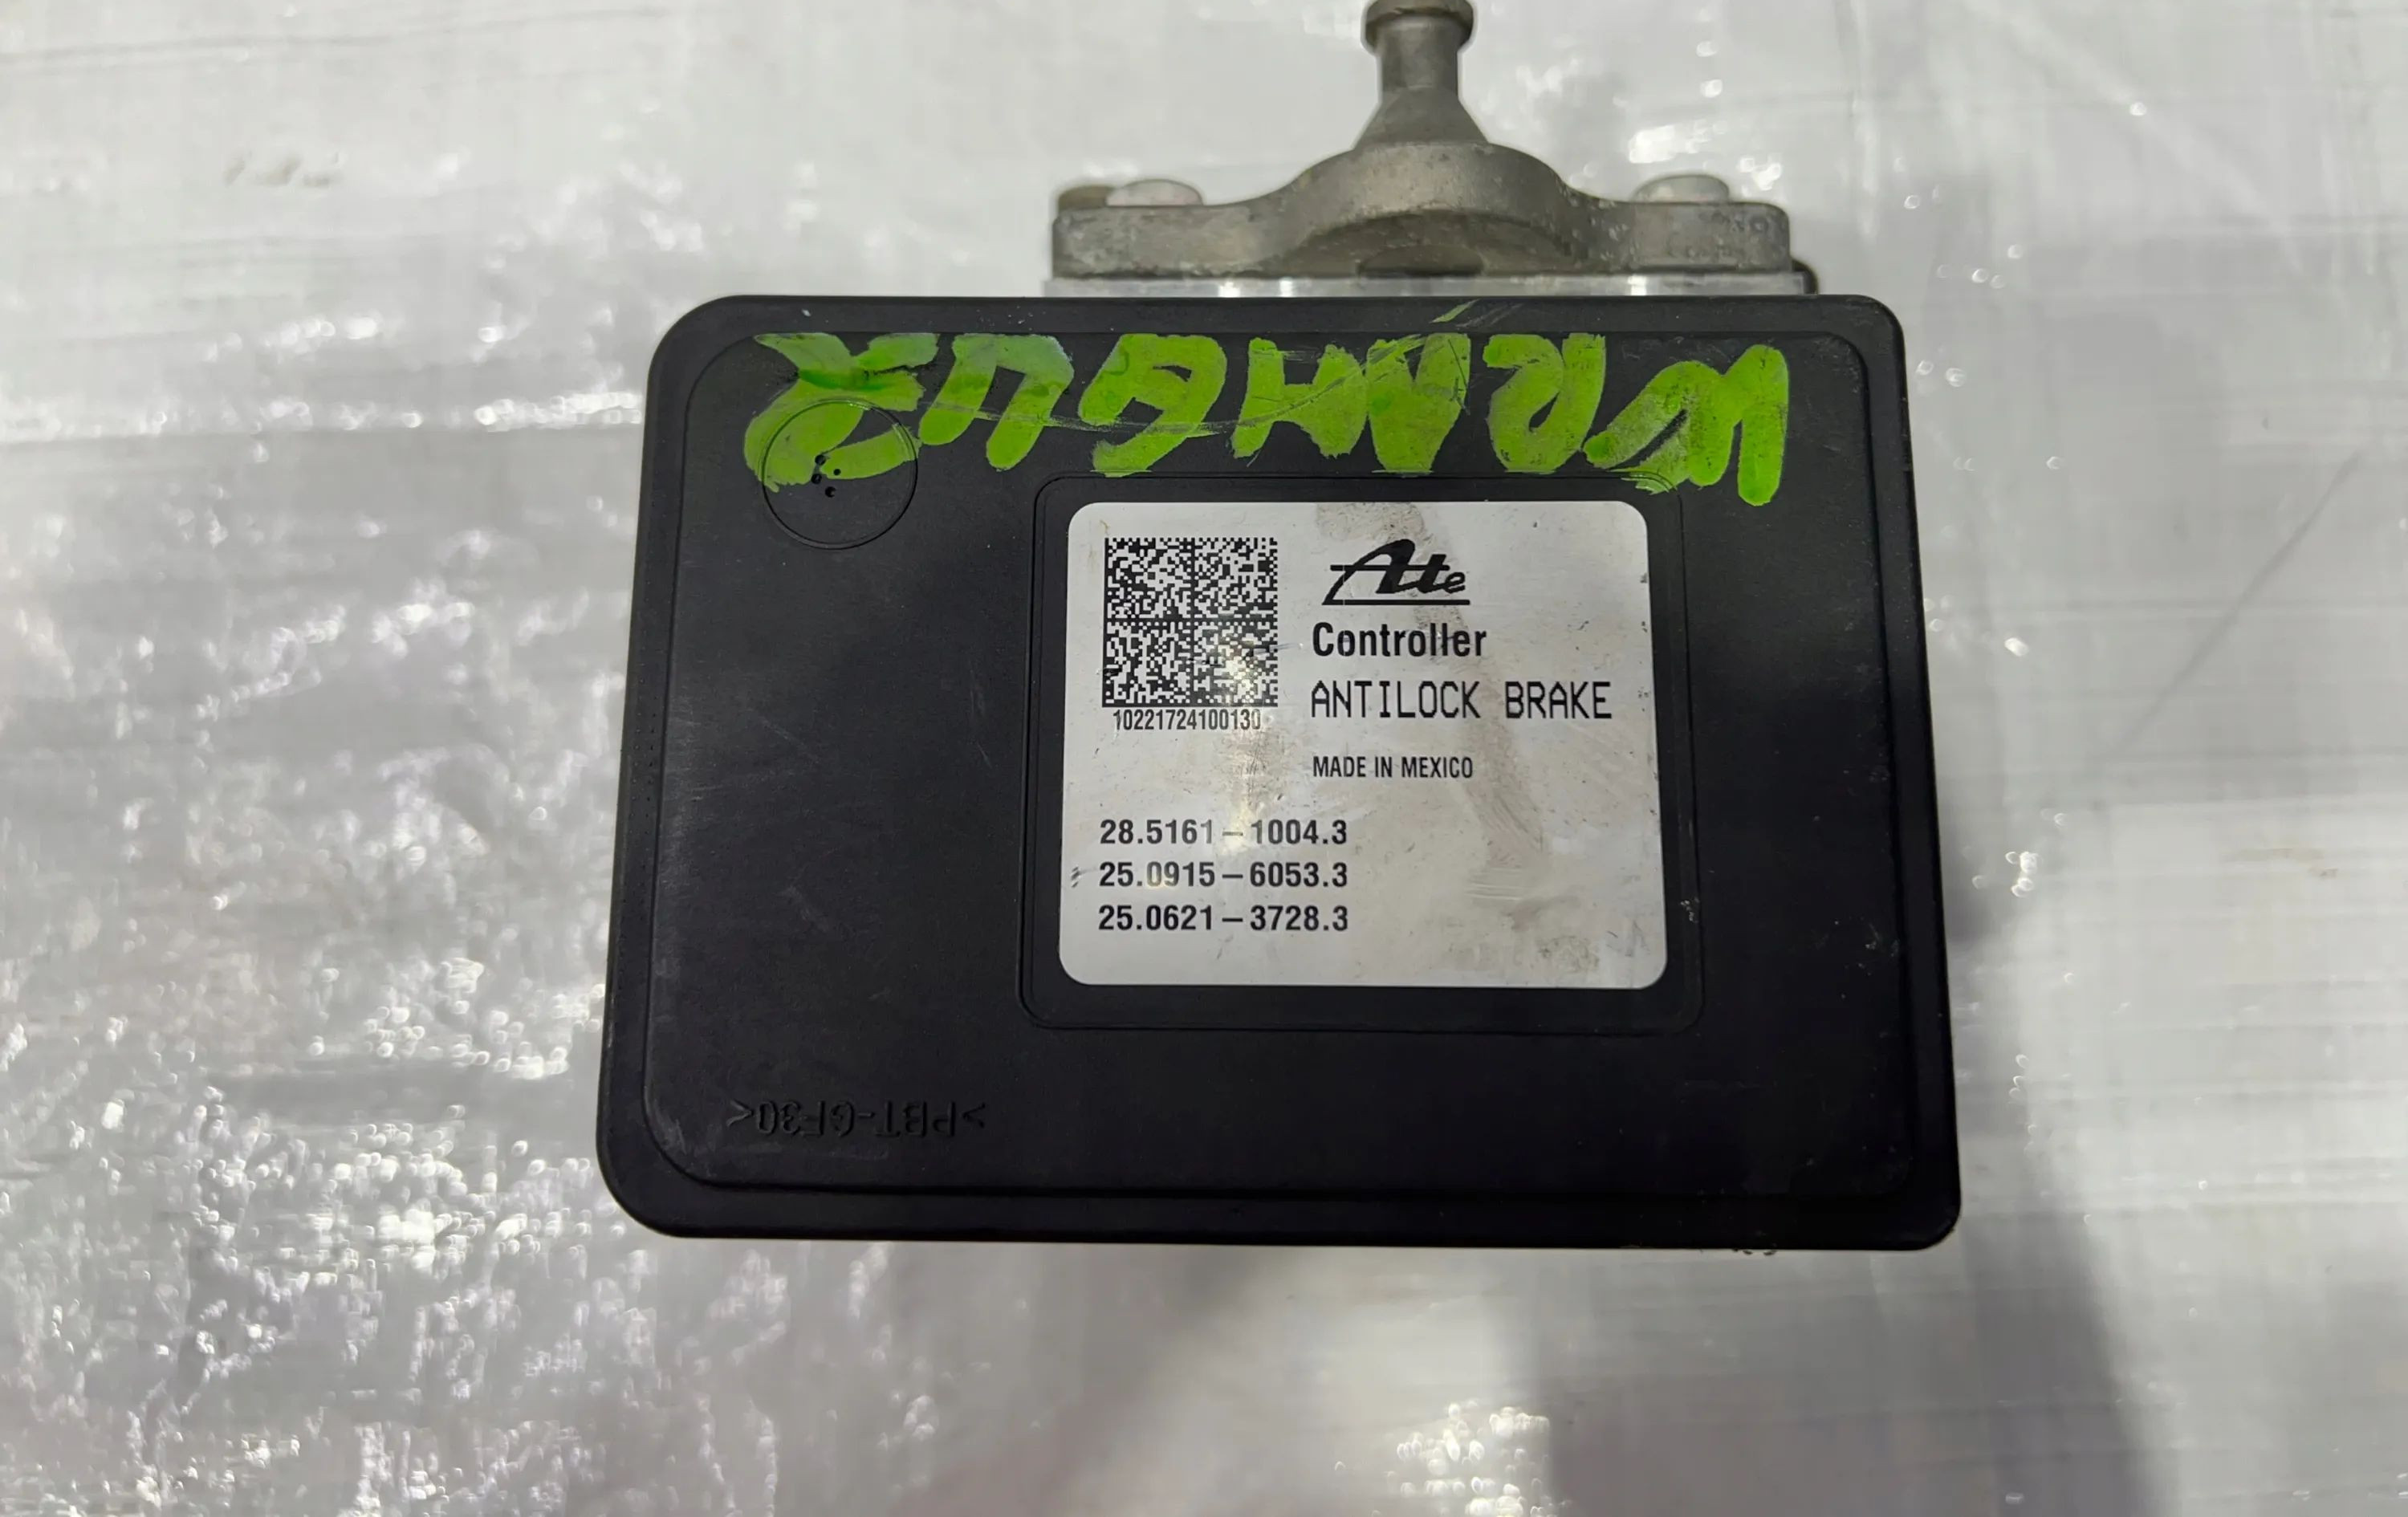 WRANGLER
Ate
Controller
ANTILOCK BRAKE
10221724100130
MADE IN MEXICO
28.5161-1004.3
25.0915-6053.3
25.0621-3728.3
>PBT-GF30<